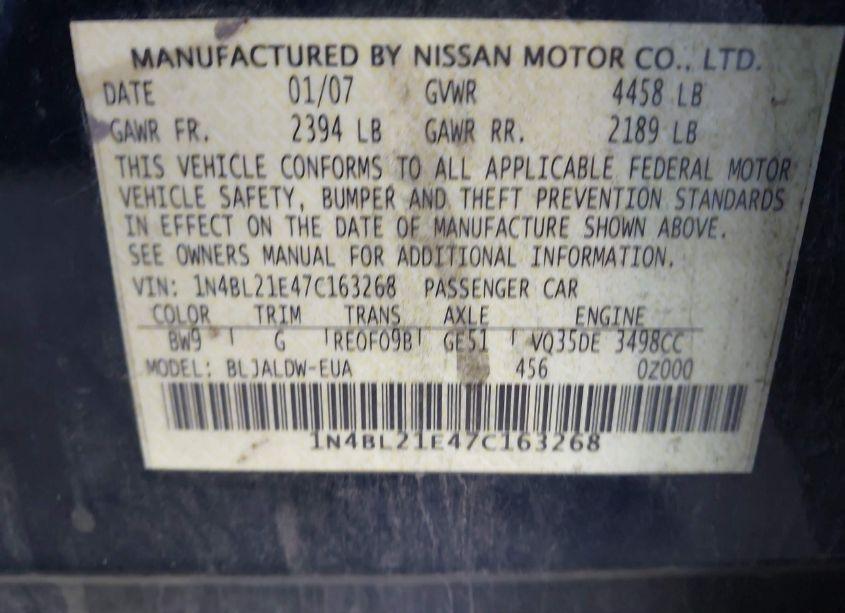 MANUFACTURED BY NISSAN MOTOR CO., LTD.
DATE 01/07 GVWR 4458 LB
GAWR FR. 2394 LB GAWR RR. 2189 LB
THIS VEHICLE CONFORMS TO ALL APPLICABLE FEDERAL MOTOR
VEHICLE SAFETY, BUMPER AND THEFT PREVENTION STANDARDS
IN EFFECT ON THE DATE OF MANUFACTURE SHOWN ABOVE.
SEE OWNERS MANUAL FOR ADDITIONAL INFORMATION.
VIN: 1N4BL21E47C163268 PASSENGER CAR
COLOR TRIM TRANS AXLE ENGINE
BW9 G RE0F09B GE51 VQ35DE 3498CC
MODEL: BLJALDW-EUA 456 0Z000
1N4BL21E47C163268